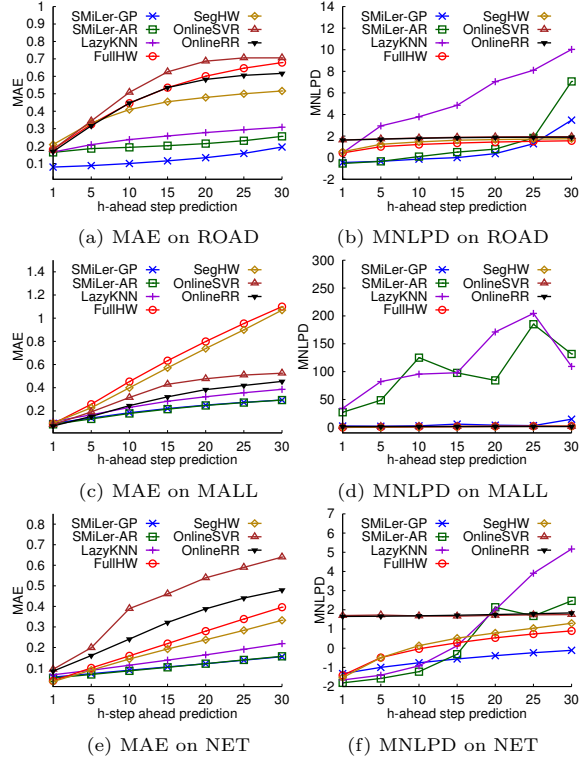 SMiLer-GP
SMiLer-AR
LazyKNN
FullHW
SegHW
OnlineSVR
OnlineRR
MAE
0.9
0.8
0.7
0.6
0.5
0.4
0.3
0.2
0.1
1 5 10 15 20 25 30
h-ahead step prediction
(a) MAE on ROAD
SMiLer-GP
SMiLer-AR
LazyKNN
FullHW
SegHW
OnlineSVR
OnlineRR
MNLPD
14
12
10
8
6
4
2
0
-2
1 5 10 15 20 25 30
h-ahead step prediction
(b) MNLPD on ROAD
SMiLer-GP
SMiLer-AR
LazyKNN
FullHW
SegHW
OnlineSVR
OnlineRR
MAE
1.4
1.2
1
0.8
0.6
0.4
0.2
1 5 10 15 20 25 30
h-ahead step prediction
(c) MAE on MALL
SMiLer-GP
SMiLer-AR
LazyKNN
FullHW
SegHW
OnlineSVR
OnlineRR
MNLPD
300
250
200
150
100
50
0
1 5 10 15 20 25 30
h-ahead step prediction
(d) MNLPD on MALL
SMiLer-GP
SMiLer-AR
LazyKNN
FullHW
SegHW
OnlineSVR
OnlineRR
MAE
0.8
0.7
0.6
0.5
0.4
0.3
0.2
0.1
1 5 10 15 20 25 30
h-step ahead prediction
(e) MAE on NET
SMiLer-GP
SMiLer-AR
LazyKNN
FullHW
SegHW
OnlineSVR
OnlineRR
MNLPD
7
6
5
4
3
2
1
0
-1
-2
1 5 10 15 20 25 30
h-ahead step prediction
(f) MNLPD on NET